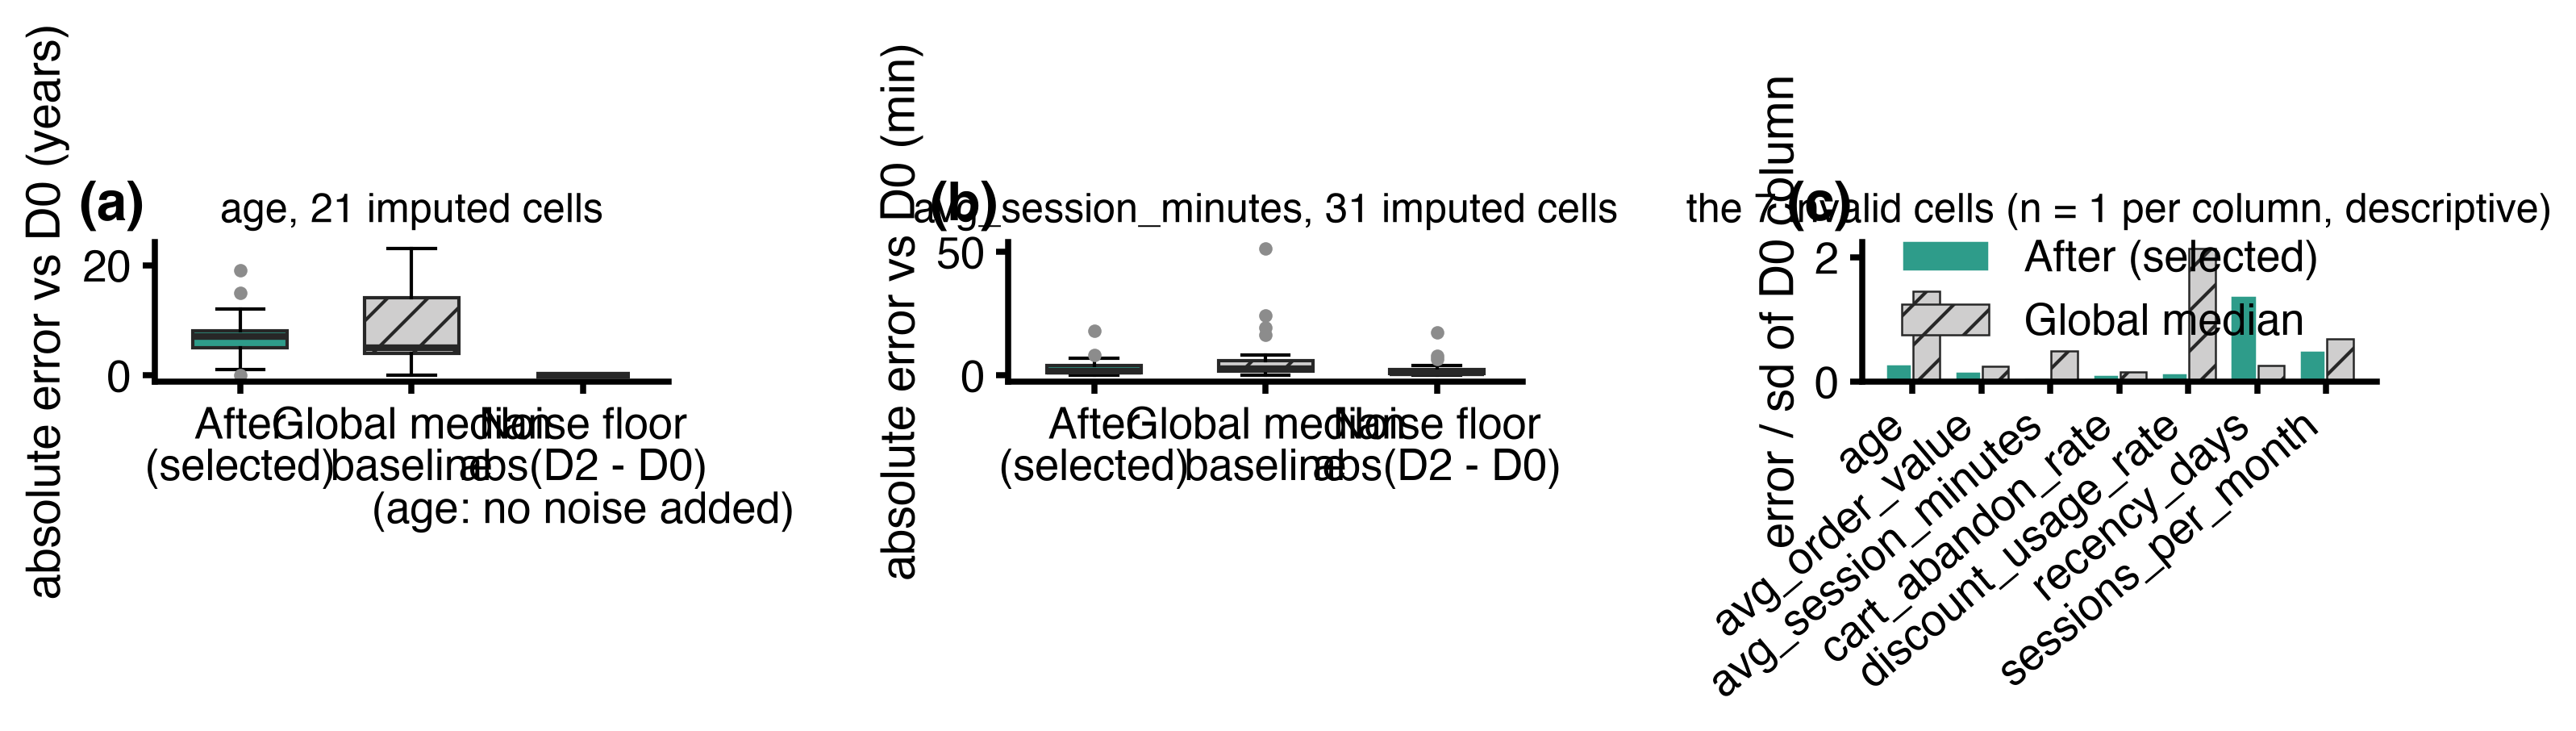 absolute error vs D0 (years)
(a)
age, 21 imputed cells
20
0
After
(selected)
Global median
baseline
Noise floor
abs(D2 - D0)
(age: no noise added)
absolute error vs D0 (min)
(b)
avg_session_minutes, 31 imputed cells
50
0
After
(selected)
Global median
baseline
Noise floor
abs(D2 - D0)
error / sd of D0 column
(c)
the 7 invalid cells (n = 1 per column, descriptive)
2
0
After (selected)
Global median
age
avg_order_value
avg_session_minutes
cart_abandon_rate
discount_usage_rate
recency_days
sessions_per_month